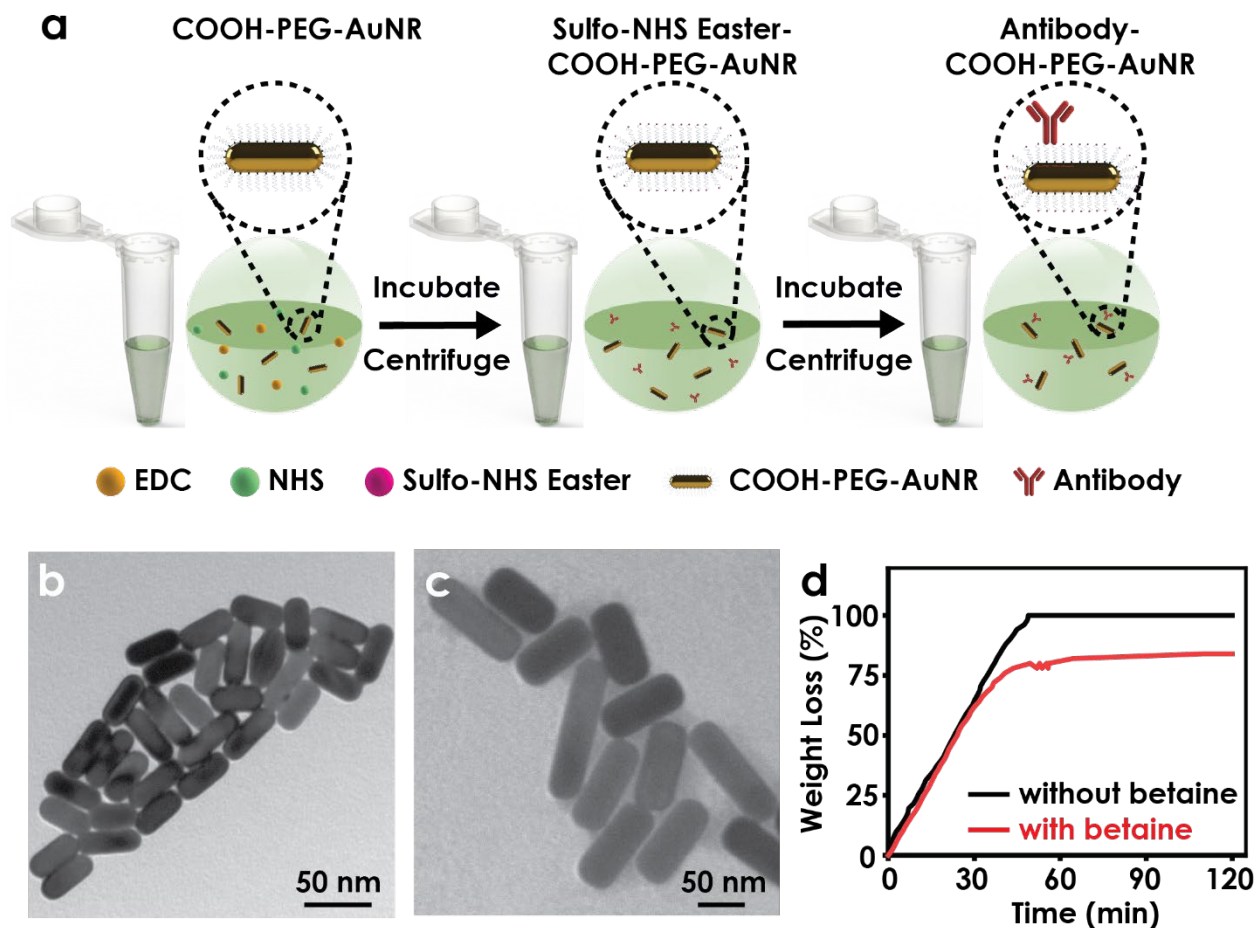 a
COOH-PEG-AuNR
Sulfo-NHS Easter-
COOH-PEG-AuNR
Antibody-
COOH-PEG-AuNR
Incubate
Centrifuge
Incubate
Centrifuge
EDC
NHS
Sulfo-NHS Easter
COOH-PEG-AuNR
Antibody
b
50 nm
c
50 nm
d
Weight Loss (%)
100
75
50
25
0
without betaine
with betaine
0
30
60
90
120
Time (min)